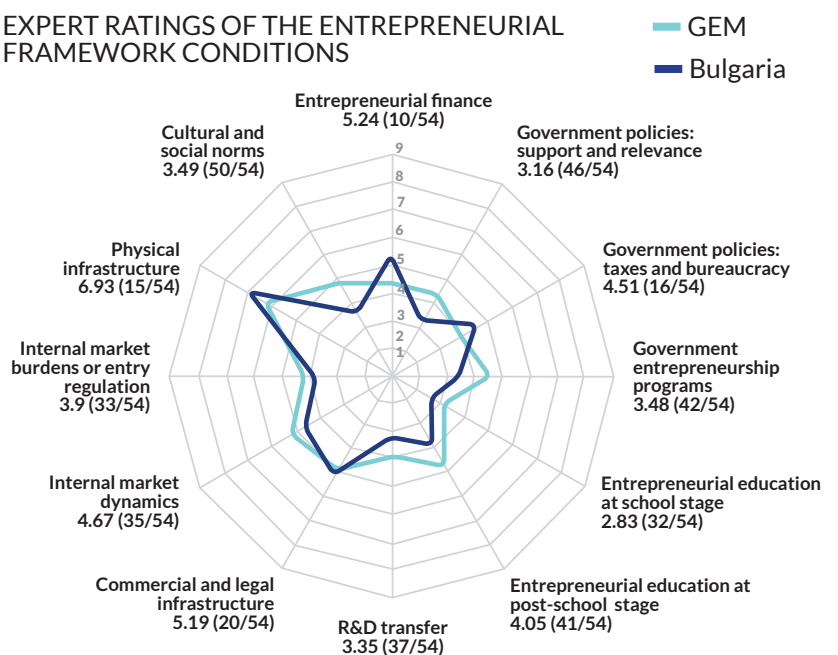 EXPERT RATINGS OF THE ENTREPRENEURIAL
FRAMEWORK CONDITIONS
GEM
Bulgaria
Entrepreneurial finance
5.24 (10/54)
Government policies:
support and relevance
3.16 (46/54)
Government policies:
taxes and bureaucracy
4.51 (16/54)
Government
entrepreneurship
programs
3.48 (42/54)
Entrepreneurial education
at school stage
2.83 (32/54)
Entrepreneurial education at
post-school stage
4.05 (41/54)
R&D transfer
3.35 (37/54)
Commercial and legal
infrastructure
5.19 (20/54)
Internal market
dynamics
4.67 (35/54)
Internal market
burdens or entry
regulation
3.9 (33/54)
Physical
infrastructure
6.93 (15/54)
Cultural and
social norms
3.49 (50/54)
9
8
7
6
5
4
3
2
1